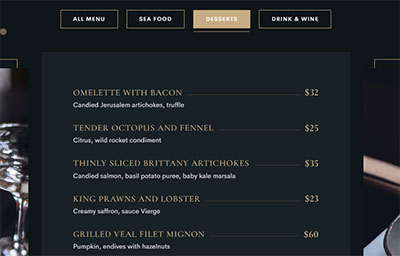 ALL MENU
SEA FOOD
DESSERTS
DRINK & WINE
OMELETTE WITH BACON $32
Candied Jerusalem artichokes, truffle
TENDER OCTOPUS AND FENNEL $25
Citrus, wild rocket condiment
THINLY SLICED BRITTANY ARTICHOKES $35
Candied salmon, basil potato puree, baby kale marsala
KING PRAWNS AND LOBSTER $23
Creamy saffron, sauce Vierge
GRILLED VEAL FILET MIGNON $60
Pumpkin, endives with hazelnuts